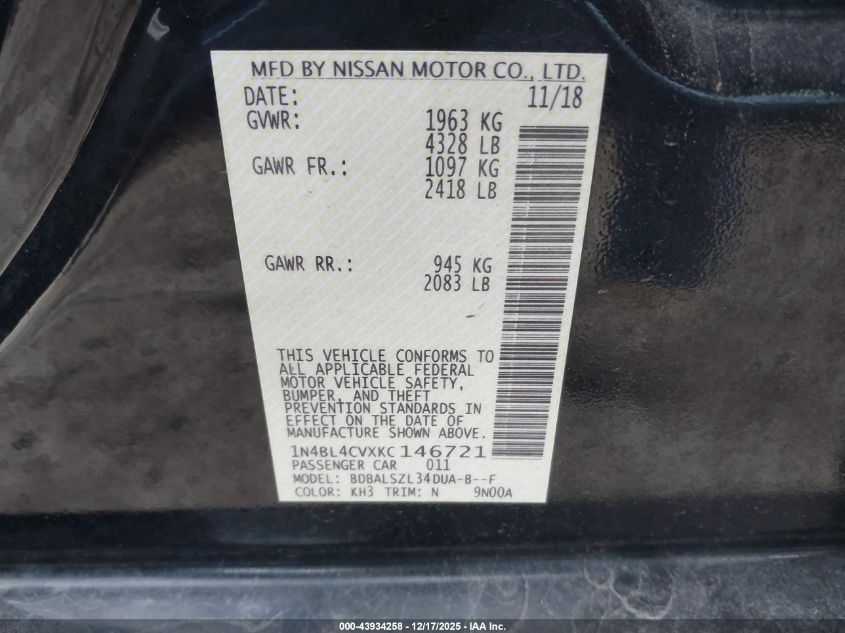 MFD BY NISSAN MOTOR CO., LTD.
DATE: 11/18
GVWR: 1963 KG
4328 LB
GAWR FR.: 1097 KG
2418 LB
GAWR RR.: 945 KG
2083 LB
THIS VEHICLE CONFORMS TO
ALL APPLICABLE FEDERAL
MOTOR VEHICLE SAFETY,
BUMPER, AND THEFT
PREVENTION STANDARDS IN
EFFECT ON THE DATE OF
MANUFACTURE SHOWN ABOVE.
1N4BL4CVXKC146721
PASSENGER CAR 011
MODEL: BDBALSZL34DUA-B--F
COLOR: KH3 TRIM: N 9N00A
000-43934258 - 12/17/2025 - IAA Inc.